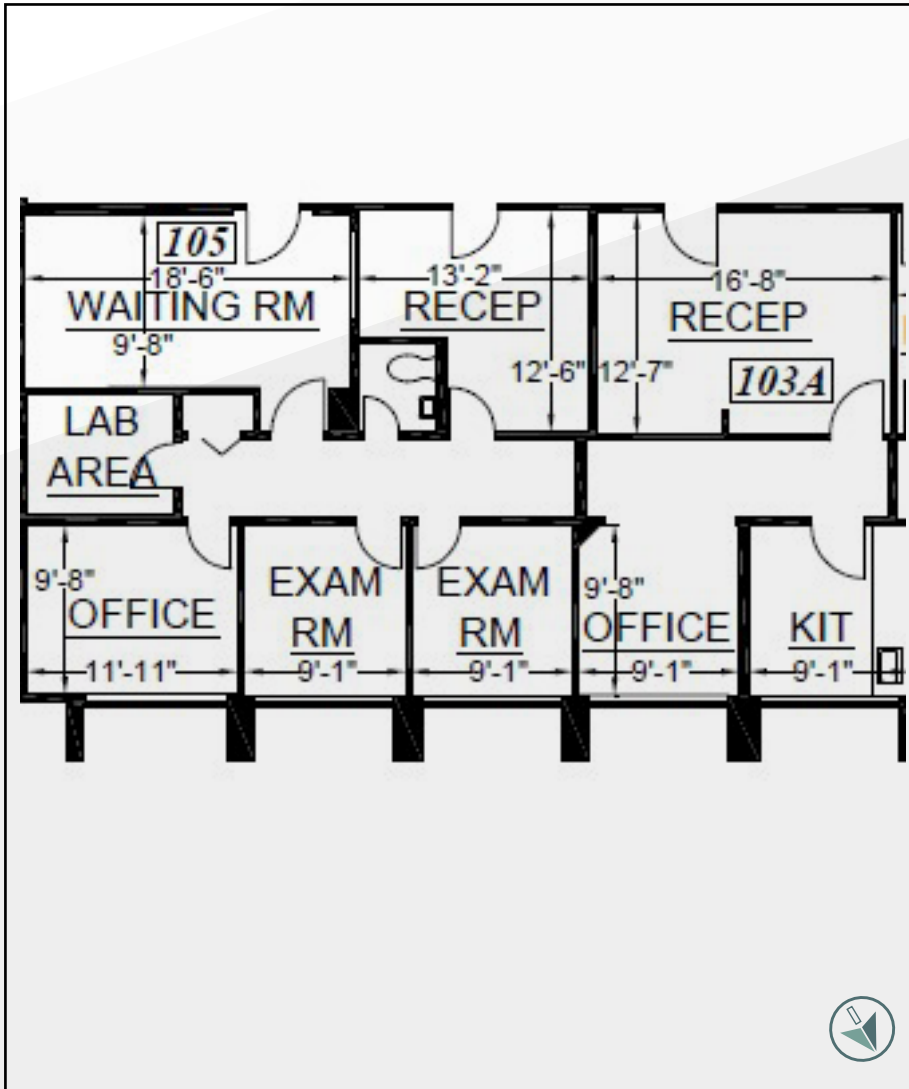 105
18'-6"
WAITING RM
9'-8"
13'-2"
RECEP
12'-6"
16'-8"
RECEP
12'-7"
103A
LAB
AREA
9'-8"
OFFICE
11'-11"
EXAM
RM
9'-1"
EXAM
RM
9'-1"
9'-8"
OFFICE
9'-1"
KIT
9'-1"